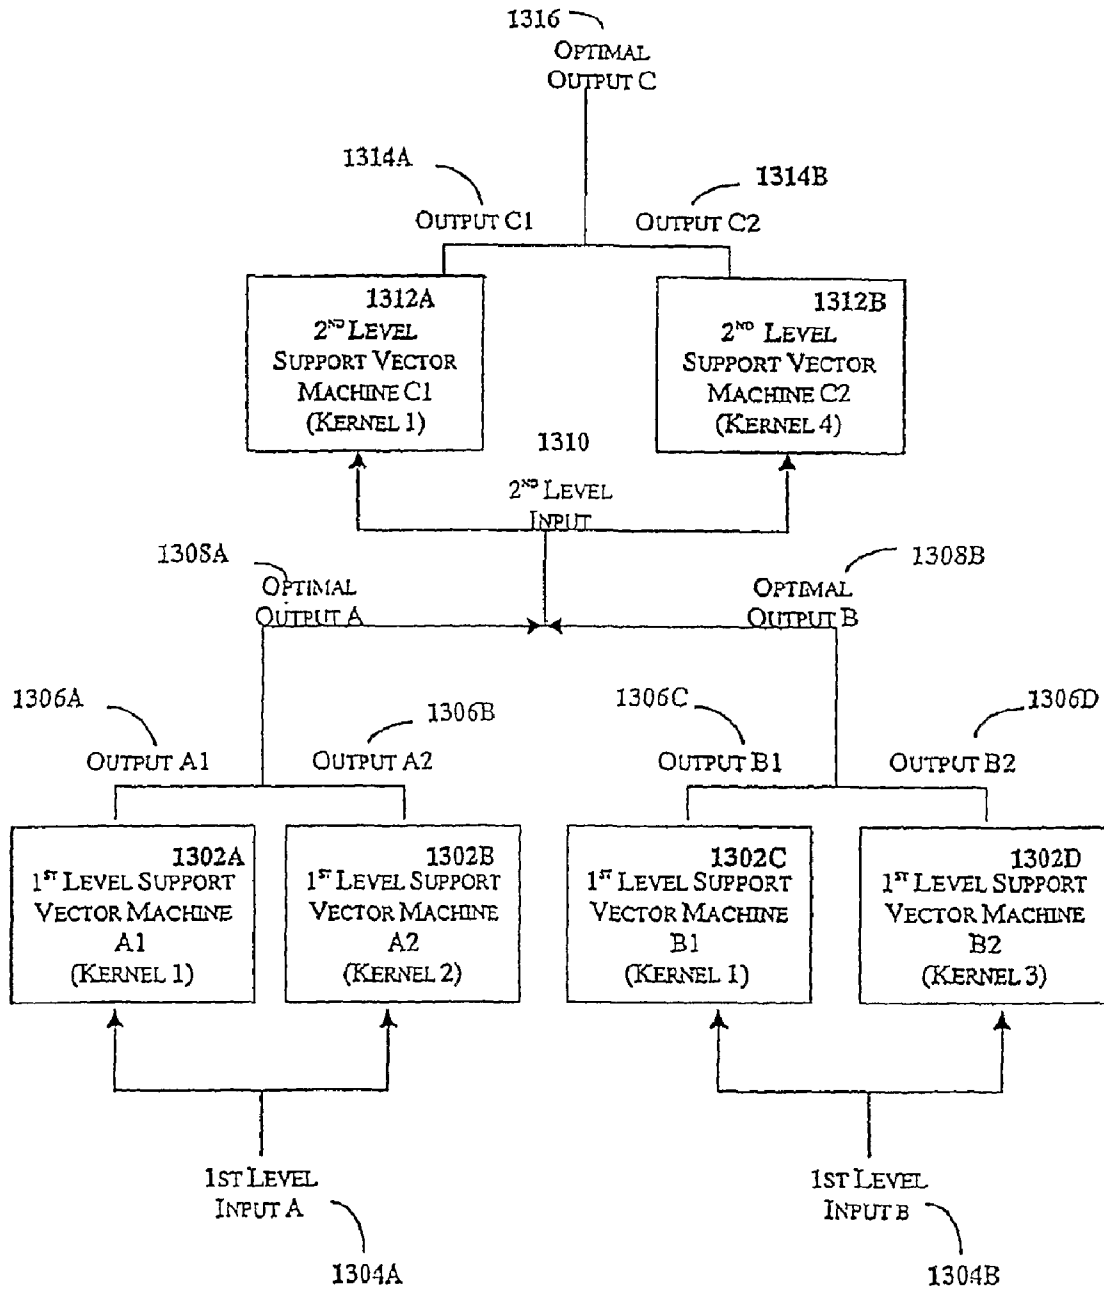 1316
OPTIMAL
OUTPUT C
1314A
1314B
OUTPUT C1
OUTPUT C2
1312A
2ND LEVEL
SUPPORT VECTOR
MACHINE C1
(KERNEL 1)
1312B
2ND LEVEL
SUPPORT VECTOR
MACHINE C2
(KERNEL 4)
1310
2ND LEVEL
INPUT
1308A
OPTIMAL
OUTPUT A
1308B
OPTIMAL
OUTPUT B
1306A
OUTPUT A1
1306B
OUTPUT A2
1306C
OUTPUT B1
1306D
OUTPUT B2
1302A
1ST LEVEL SUPPORT
VECTOR MACHINE
A1
(KERNEL 1)
1302B
1ST LEVEL SUPPORT
VECTOR MACHINE
A2
(KERNEL 2)
1302C
1ST LEVEL SUPPORT
VECTOR MACHINE
B1
(KERNEL 1)
1302D
1ST LEVEL SUPPORT
VECTOR MACHINE
B2
(KERNEL 3)
1ST LEVEL
INPUT A
1304A
1ST LEVEL
INPUT B
1304B